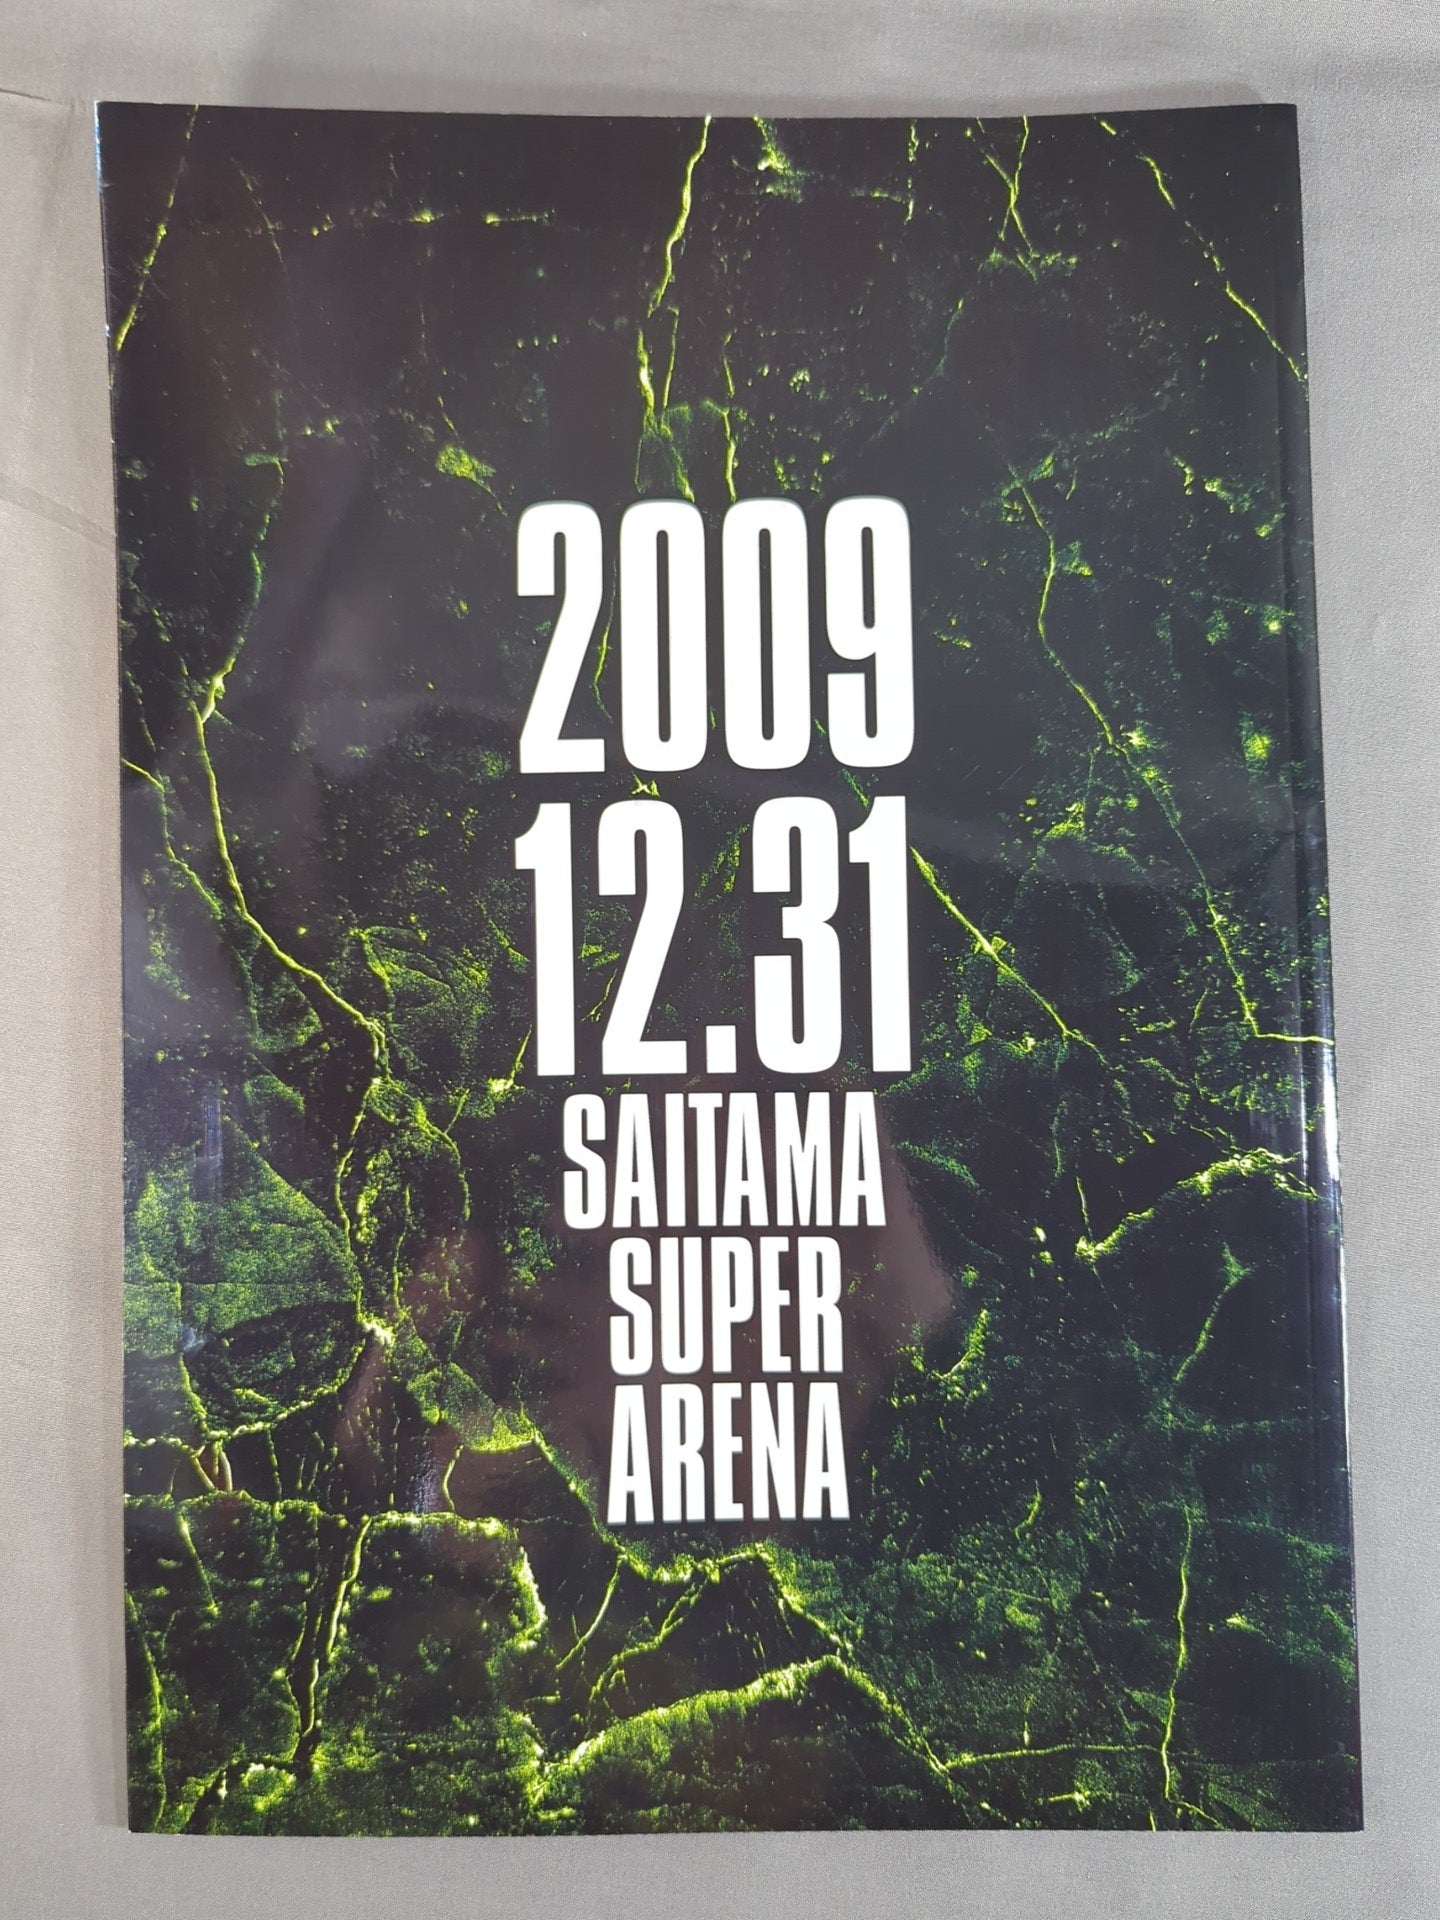 2009
12.31
SAITAMA
SUPER
ARENA